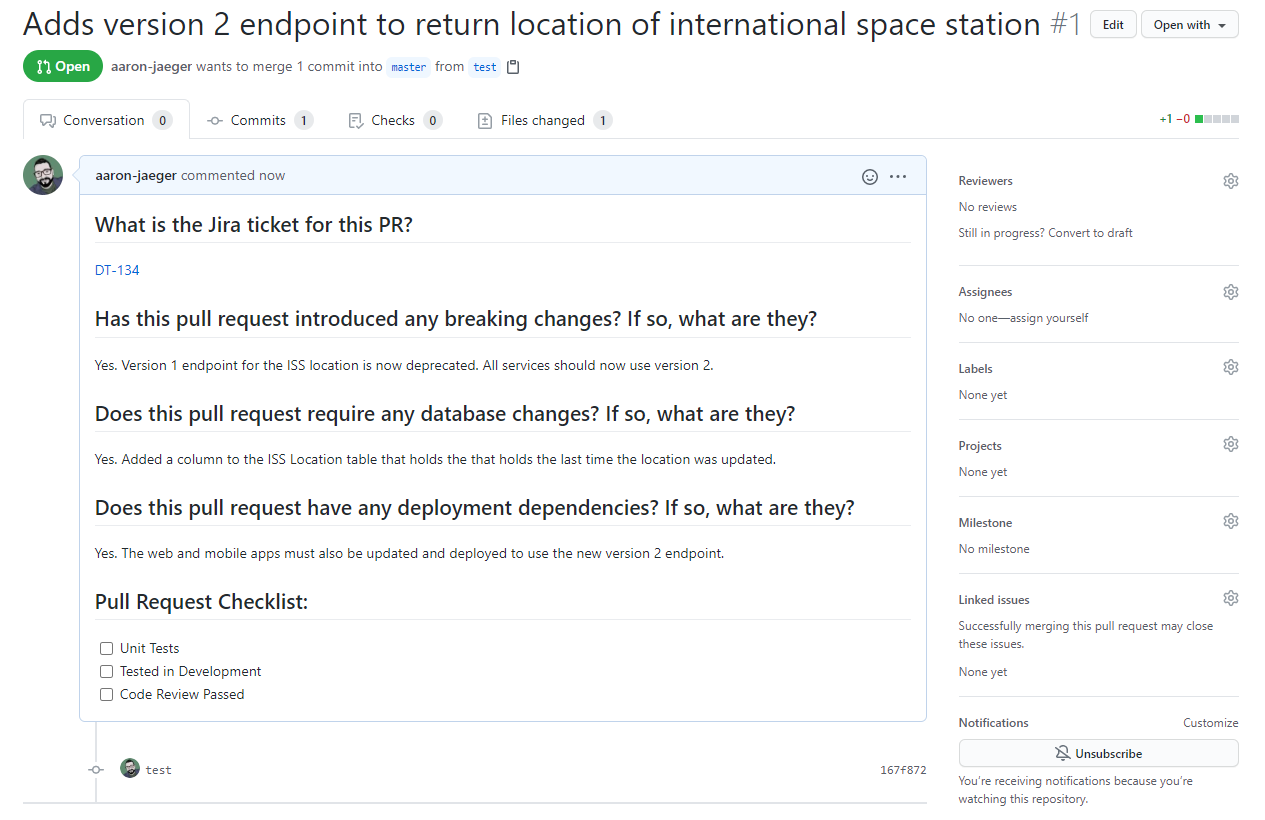 Adds version 2 endpoint to return location of international space station #1
Edit
Open with
Open
aaron-jaeger wants to merge 1 commit into master from test
Conversation 0
Commits 1
Checks 0
Files changed 1
+1 −0
aaron-jaeger commented now
What is the Jira ticket for this PR?
DT-134
Has this pull request introduced any breaking changes? If so, what are they?
Yes. Version 1 endpoint for the ISS location is now deprecated. All services should now use version 2.
Does this pull request require any database changes? If so, what are they?
Yes. Added a column to the ISS Location table that holds the that holds the last time the location was updated.
Does this pull request have any deployment dependencies? If so, what are they?
Yes. The web and mobile apps must also be updated and deployed to use the new version 2 endpoint.
Pull Request Checklist:
Unit Tests
Tested in Development
Code Review Passed
test
167f872
Reviewers
No reviews
Still in progress? Convert to draft
Assignees
No one—assign yourself
Labels
None yet
Projects
None yet
Milestone
No milestone
Linked issues
Successfully merging this pull request may close
these issues.
None yet
Notifications
Customize
Unsubscribe
You're receiving notifications because you're
watching this repository.